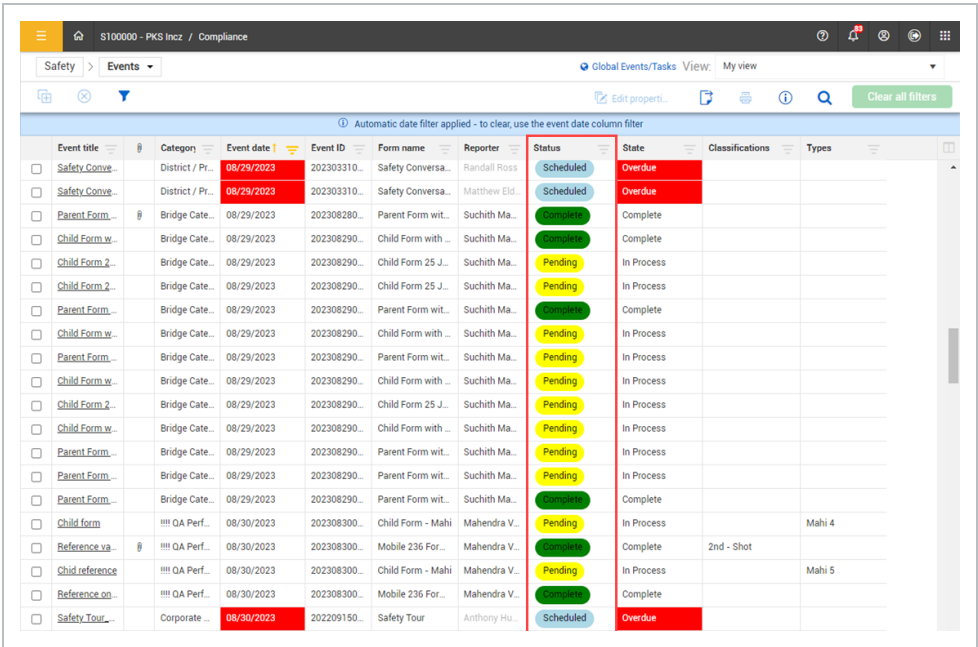 S100000 - PKS Incz / Compliance
93
Safety > Events
Global Events/Tasks View: My view
Edit properti...
Clear all filters
Automatic date filter applied - to clear, use the event date column filter
Event title Category Event date Event ID Form name Reporter Status State Classifications Types
Safety Conve... District / Pr... 08/29/2023 202303310... Safety Conversa... Randall Ross Scheduled Overdue
Safety Conve... District / Pr... 08/29/2023 202303310... Safety Conversa... Matthew Eld... Scheduled Overdue
Parent Form ... Bridge Cate... 08/29/2023 202308280... Parent Form wit... Suchith Ma... Complete Complete
Child Form w... Bridge Cate... 08/29/2023 202308290... Child Form with ... Suchith Ma... Complete Complete
Child Form 2... Bridge Cate... 08/29/2023 202308290... Child Form 25 J... Suchith Ma... Pending In Process
Child Form 2... Bridge Cate... 08/29/2023 202308290... Child Form 25 J... Suchith Ma... Pending In Process
Parent Form ... Bridge Cate... 08/29/2023 202308290... Parent Form wit... Suchith Ma... Complete Complete
Child Form w... Bridge Cate... 08/29/2023 202308290... Child Form with ... Suchith Ma... Pending In Process
Parent Form ... Bridge Cate... 08/29/2023 202308290... Parent Form wit... Suchith Ma... Pending In Process
Child Form w... Bridge Cate... 08/29/2023 202308290... Child Form with ... Suchith Ma... Pending In Process
Child Form 2... Bridge Cate... 08/29/2023 202308290... Child Form 25 J... Suchith Ma... Pending In Process
Child Form w... Bridge Cate... 08/29/2023 202308290... Child Form with ... Suchith Ma... Pending In Process
Parent Form ... Bridge Cate... 08/29/2023 202308290... Parent Form wit... Suchith Ma... Pending In Process
Parent Form ... Bridge Cate... 08/29/2023 202308290... Parent Form wit... Suchith Ma... Pending In Process
Parent Form ... Bridge Cate... 08/29/2023 202308290... Parent Form wit... Suchith Ma... Complete Complete
Child form !!!! QA Perf... 08/30/2023 202308300... Child Form - Mahi Mahendra V... Pending In Process Mahi 4
Reference va... !!!! QA Perf... 08/30/2023 202308300... Mobile 236 For... Mahendra V... Complete Complete 2nd - Shot
Chid reference !!!! QA Perf... 08/30/2023 202308300... Child Form - Mahi Mahendra V... Pending In Process Mahi 5
Reference on... !!!! QA Perf... 08/30/2023 202308300... Mobile 236 For... Mahendra V... Complete Complete
Safety Tour_... Corporate ... 08/30/2023 202209150... Safety Tour Anthony Hu... Scheduled Overdue